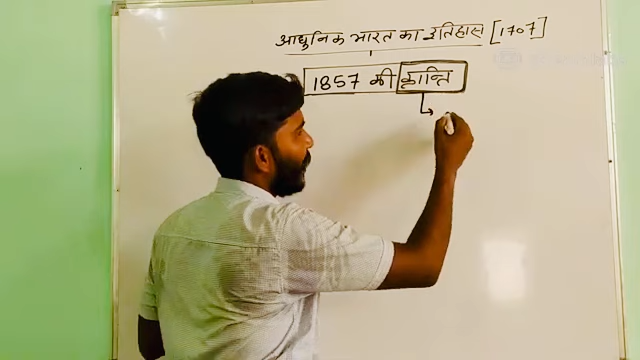 आधुनिक भारत का इतिहास [1707]
1857 की क्रान्ति